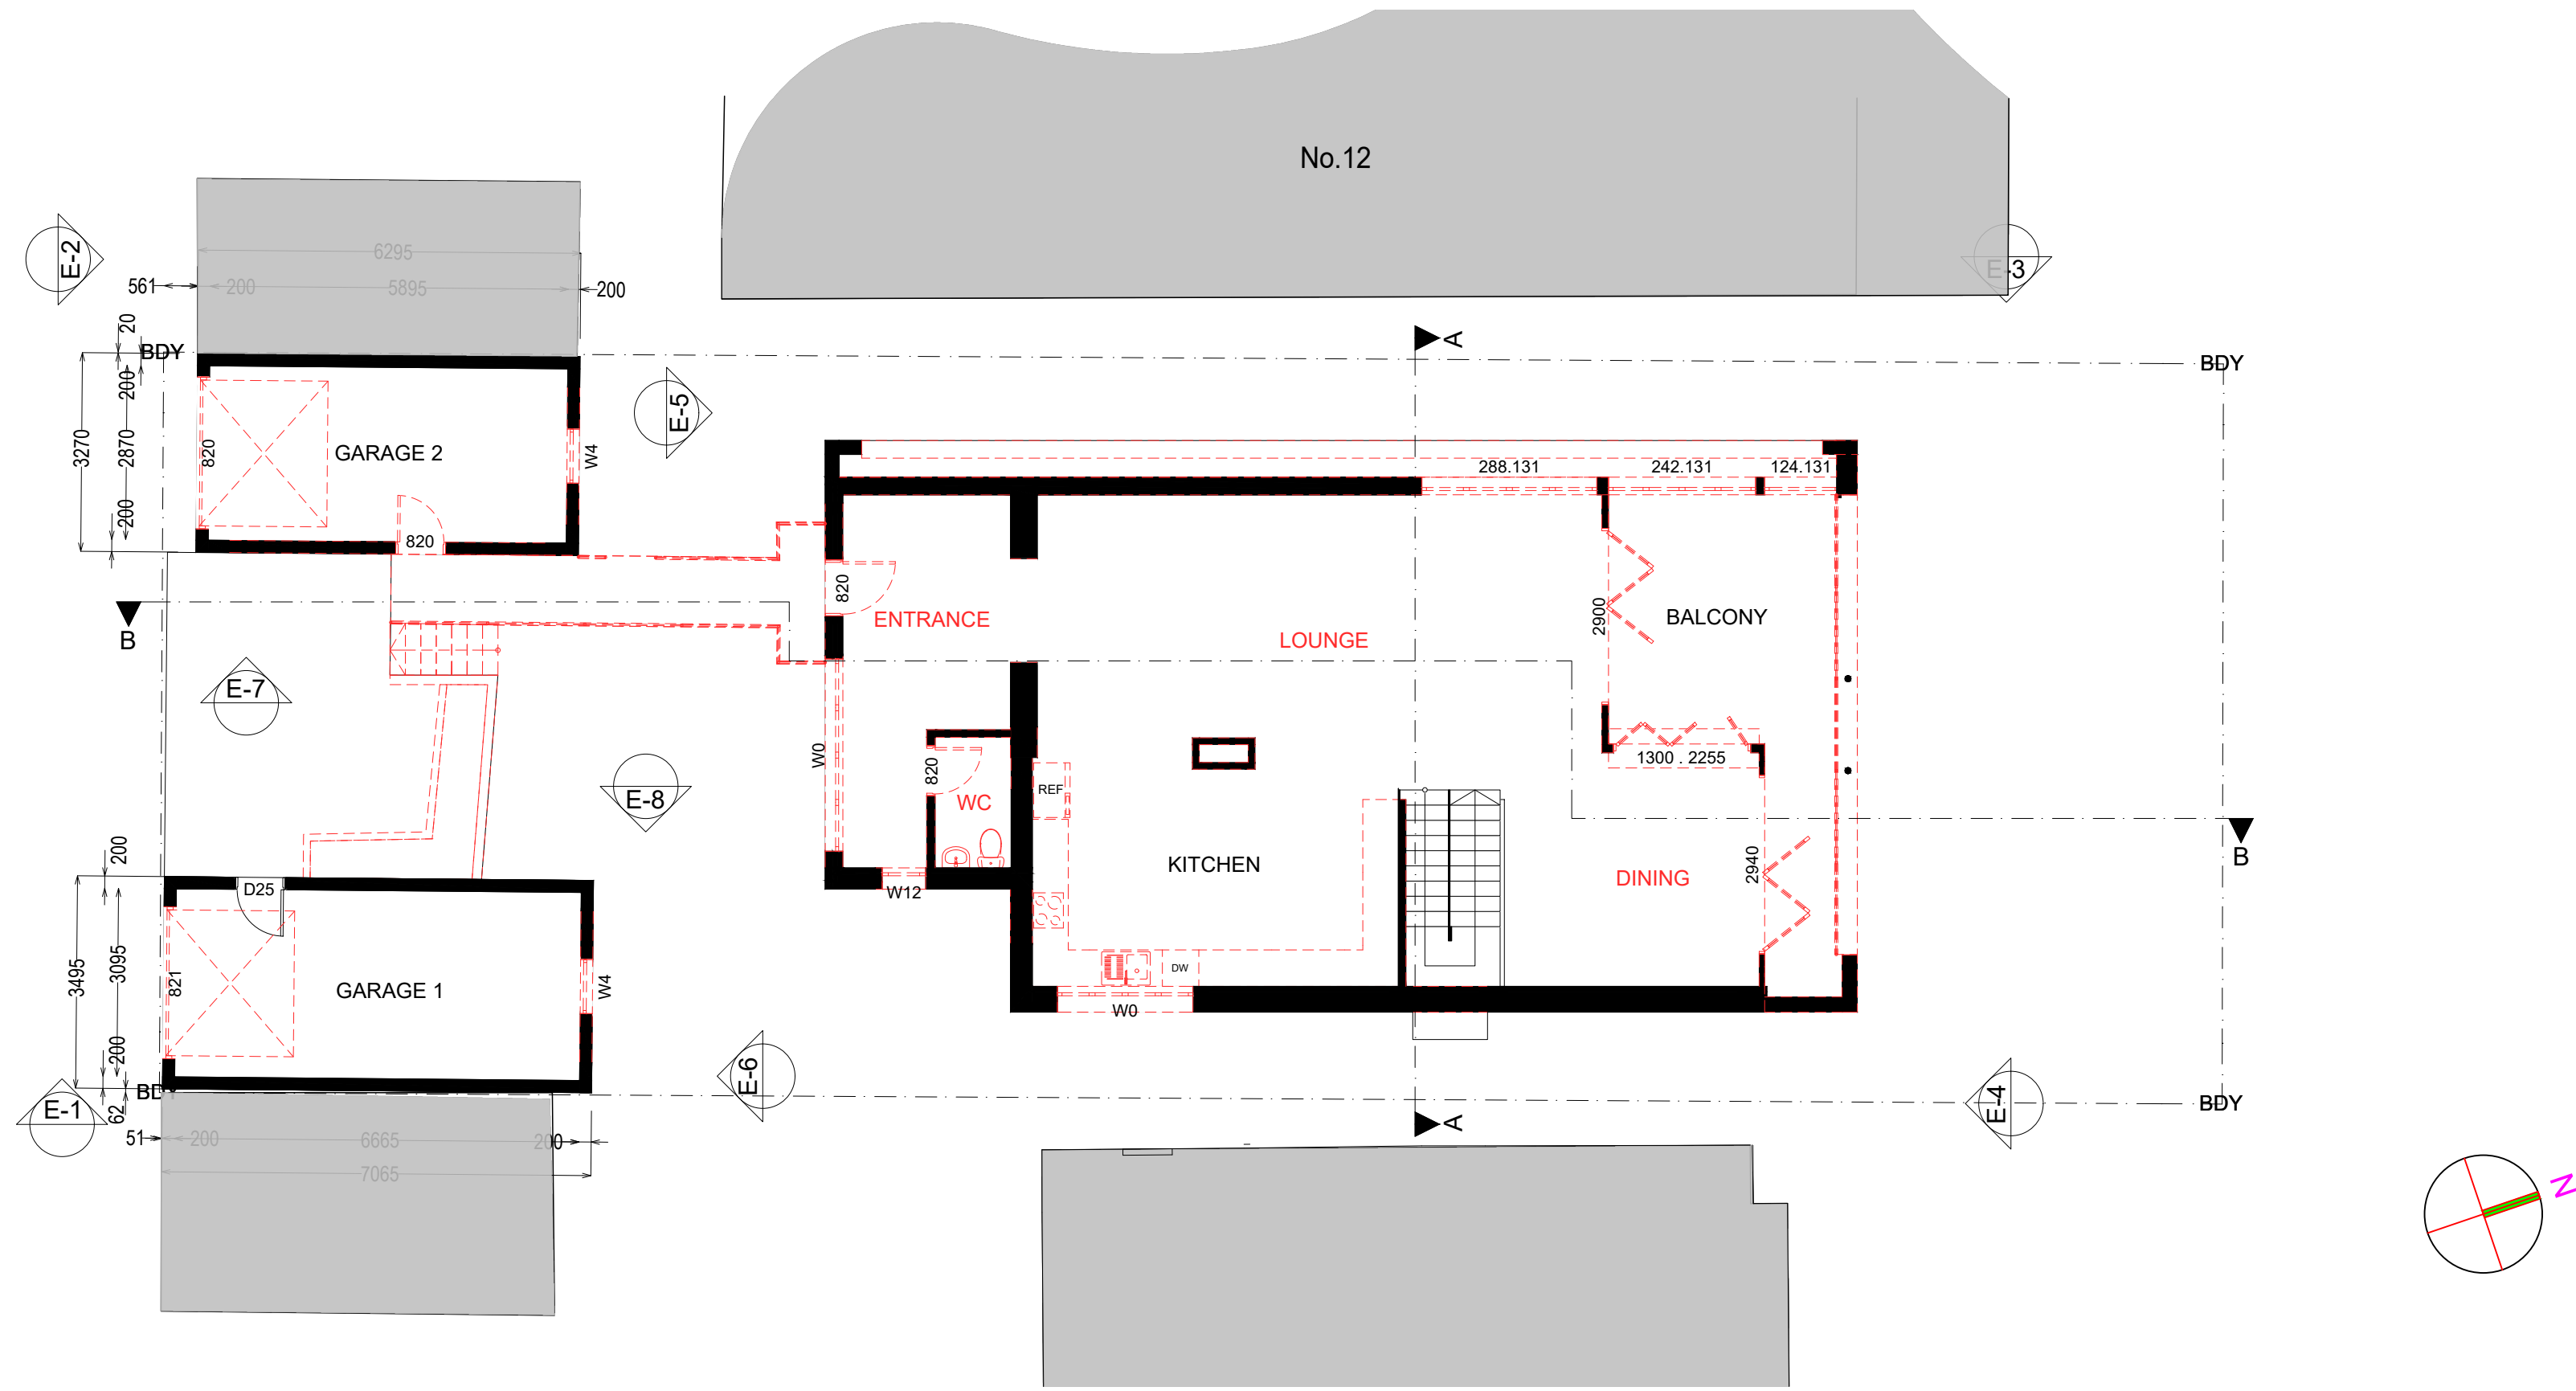 No.12
E-2
6295
561
200
5895
200
E-3
20
BDY
A
BDY
200
3270
2870
820
GARAGE 2
W4
E-5
200
820
288.131
242.131
124.131
820
ENTRANCE
LOUNGE
2900
BALCONY
B
E-7
W0
820
WC
REF
1300 . 2255
E-8
KITCHEN
DINING
2940
B
200
D25
W12
3495
3095
821
GARAGE 1
W4
DW
W0
200
E-6
BDY
E-1
62
E-4
BDY
A
51
200
6665
200
7065
N